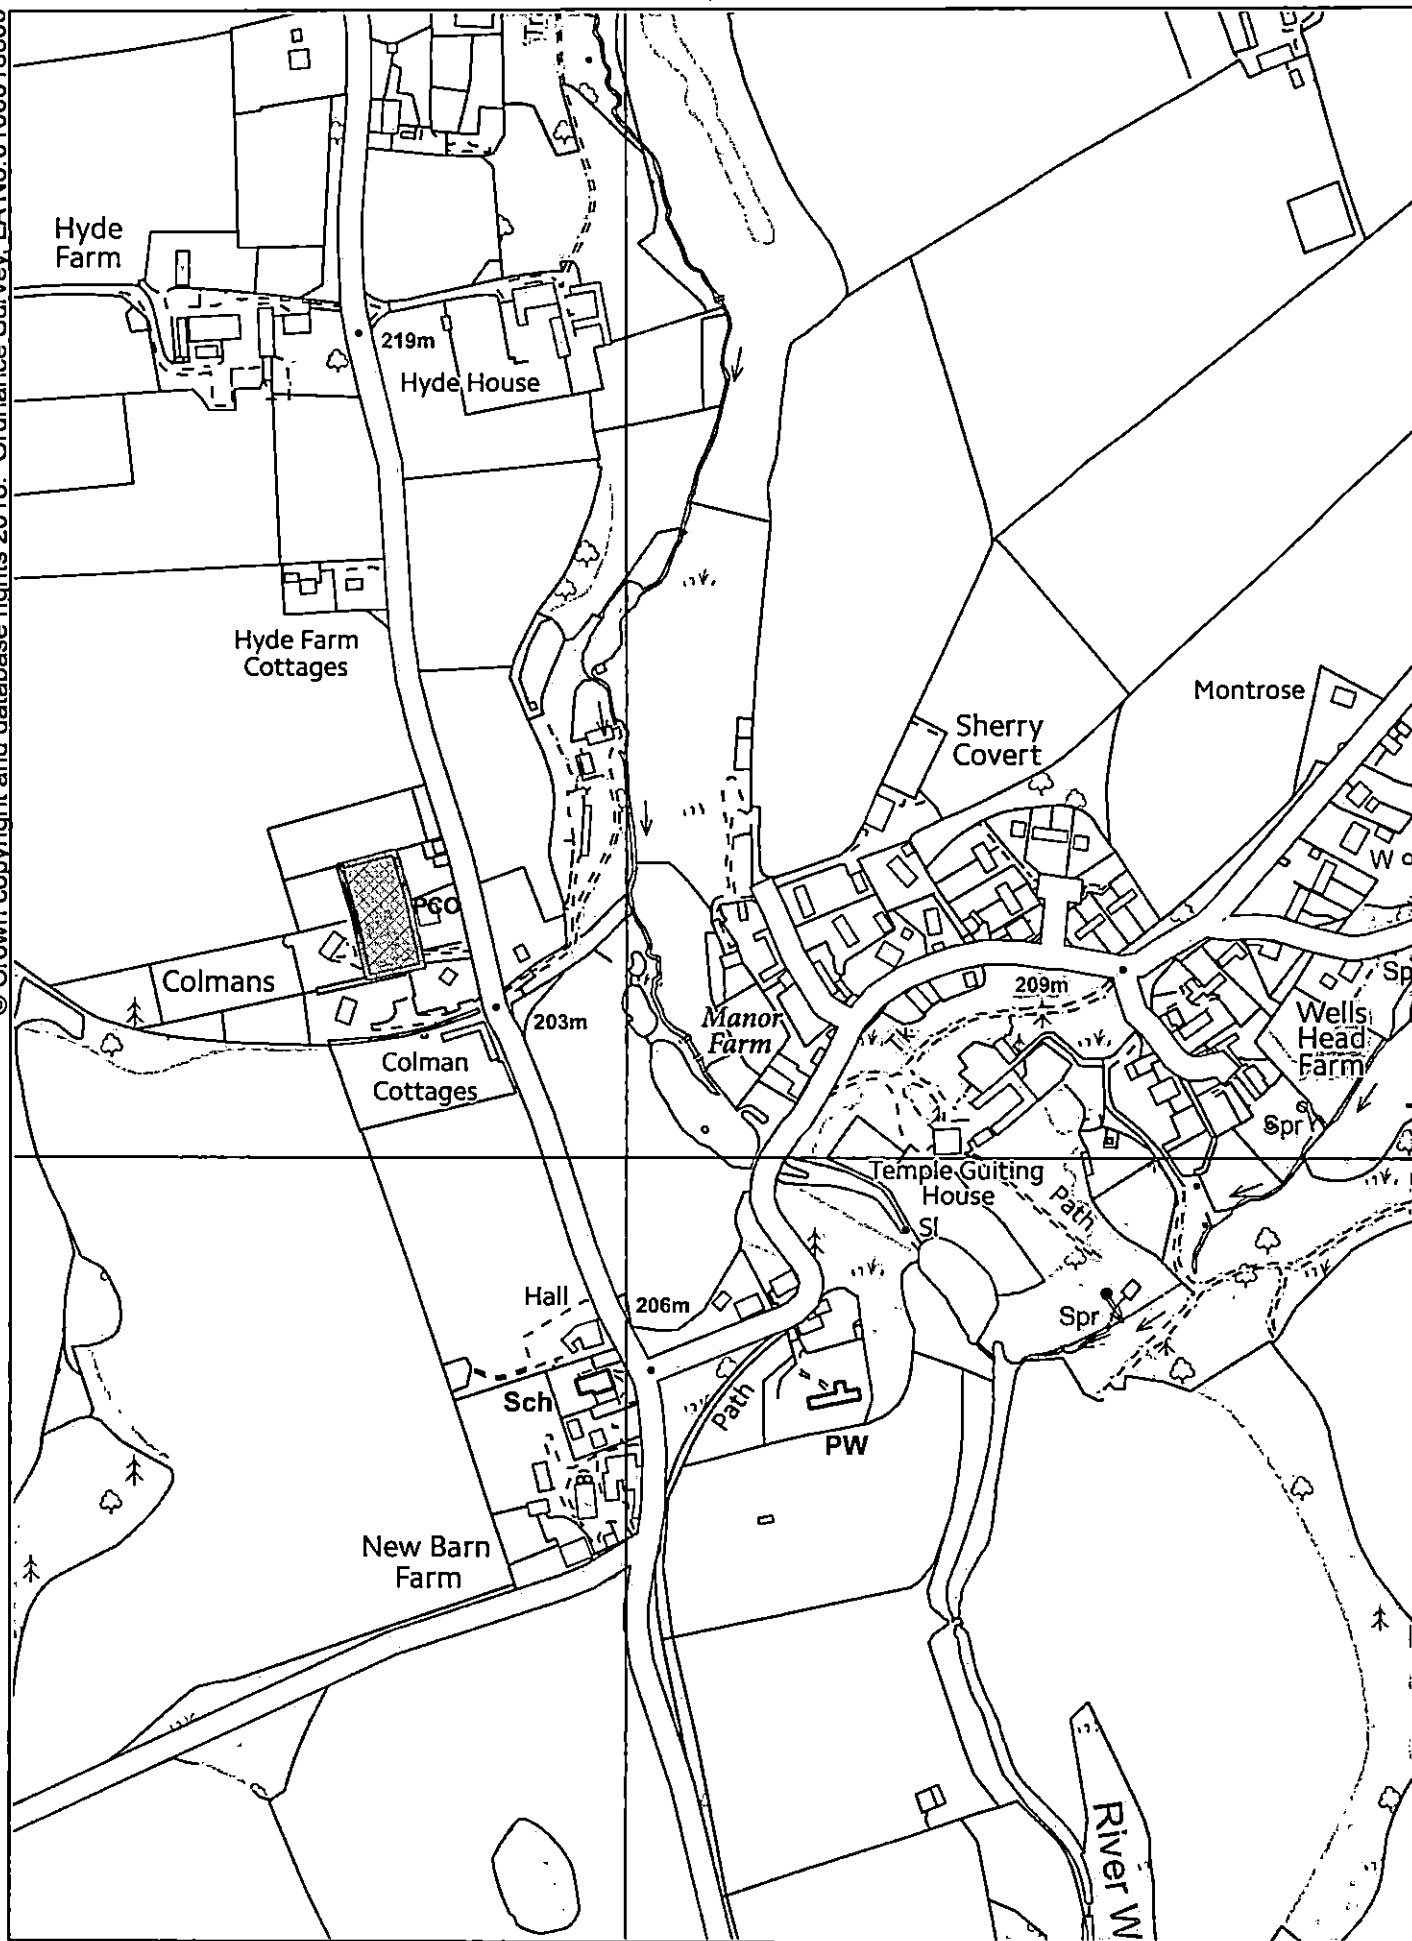 Hyde
Farm
219m
Hyde House
Hyde Farm
Cottages
Montrose
Sherry
Covert
W
PCO
Colmans
203m
Manor
Farm
209m
Wells
Head
Farm
Colman
Cottages
Spr
Temple Guiting
House
Path
Sl
Hall
206m
Spr
Sch
Path
PW
New Barn
Farm
River W